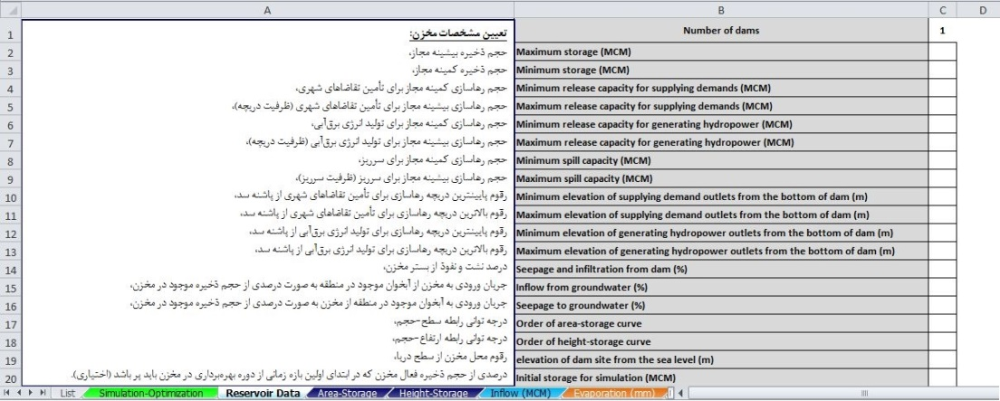 A B C D
1 تعیین مشخصات مخزن: Number of dams 1
2 حجم ذخیره بیشینه مجاز، Maximum storage (MCM)
3 حجم ذخیره کمینه مجاز، Minimum storage (MCM)
4 حجم رهاسازی کمینه مجاز برای تأمین تقاضاهای شهری، Minimum release capacity for supplying demands (MCM)
5 حجم رهاسازی بیشینه مجاز برای تأمین تقاضاهای شهری (ظرفیت دریچه)، Maximum release capacity for supplying demands (MCM)
6 حجم رهاسازی کمینه مجاز برای تولید انرژی برق‌آبی، Minimum release capacity for generating hydropower (MCM)
7 حجم رهاسازی بیشینه مجاز برای تولید انرژی برق‌آبی (ظرفیت دریچه)، Maximum release capacity for generating hydropower (MCM)
8 حجم رهاسازی کمینه مجاز برای سرریز، Minimum spill capacity (MCM)
9 حجم رهاسازی بیشینه مجاز برای سرریز (ظرفیت سرریز)، Maximum spill capacity (MCM)
10 رقوم پایینترین دریچه رهاسازی برای تأمین تقاضاهای شهری از پاشنه سد، Minimum elevation of supplying demand outlets from the bottom of dam (m)
11 رقوم بالاترین دریچه رهاسازی برای تأمین تقاضاهای شهری از پاشنه سد، Maximum elevation of supplying demand outlets from the bottom of dam (m)
12 رقوم پایینترین دریچه رهاسازی برای تولید انرژی برق‌آبی از پاشنه سد، Minimum elevation of generating hydropower outlets from the bottom of dam (m)
13 رقوم بالاترین دریچه رهاسازی برای تولید انرژی برق‌آبی از پاشنه سد، Maximum elevation of generating hydropower outlets from the bottom of dam (m)
14 درصد نشت و نفوذ از بستر مخزن، Seepage and infiltration from dam (%)
15 جریان ورودی به مخزن از آبخوان موجود در منطقه به صورت درصدی از حجم ذخیره موجود در مخزن، Inflow from groundwater (%)
16 جریان ورودی به آبخوان موجود در منطقه از مخزن به صورت درصدی از حجم ذخیره موجود در مخزن، Seepage to groundwater (%)
17 درجه توانی رابطه سطح-حجم، Order of area-storage curve
18 درجه توانی رابطه ارتفاع-حجم، Order of height-storage curve
19 رقوم محل مخزن از سطح دریا، elevation of dam site from the sea level (m)
20 درصدی از حجم ذخیره فعال مخزن که در ابتدای اولین بازه زمانی از دوره بهره‌برداری در مخزن باید پر باشد (اختیاری). Initial storage for simulation (MCM)
List Simulation-Optimization Reservoir Data Area-Storage Height-Storage Inflow (MCM) Evaporation (mm)